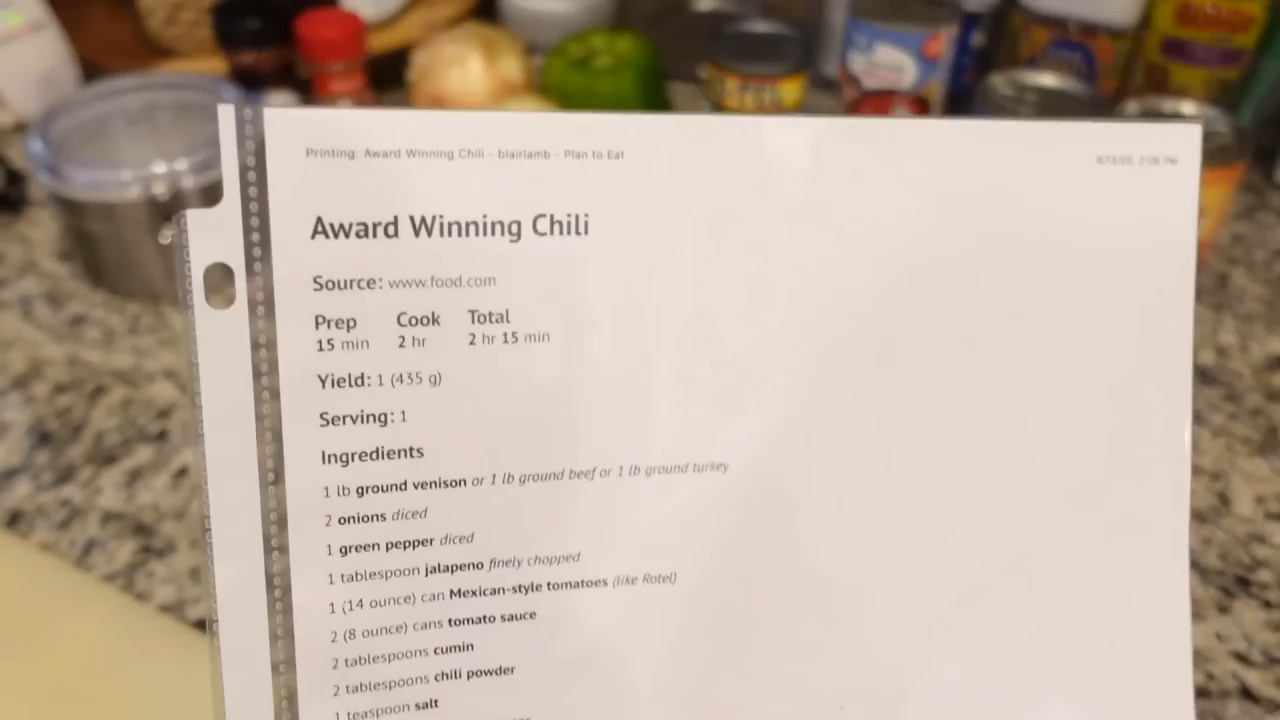 Printing: Award Winning Chili - blairlamb - Plan to Eat
Award Winning Chili
Source: www.food.com
Prep Cook Total
15 min 2 hr 2 hr 15 min
Yield: 1 (435 g)
Serving: 1
Ingredients
1 lb ground venison or 1 lb ground beef or 1 lb ground turkey
2 onions diced
1 green pepper diced
1 tablespoon jalapeno finely chopped
1 (14 ounce) can Mexican-style tomatoes (like Rotel)
2 (8 ounce) cans tomato sauce
2 tablespoons cumin
2 tablespoons chili powder
1 teaspoon salt